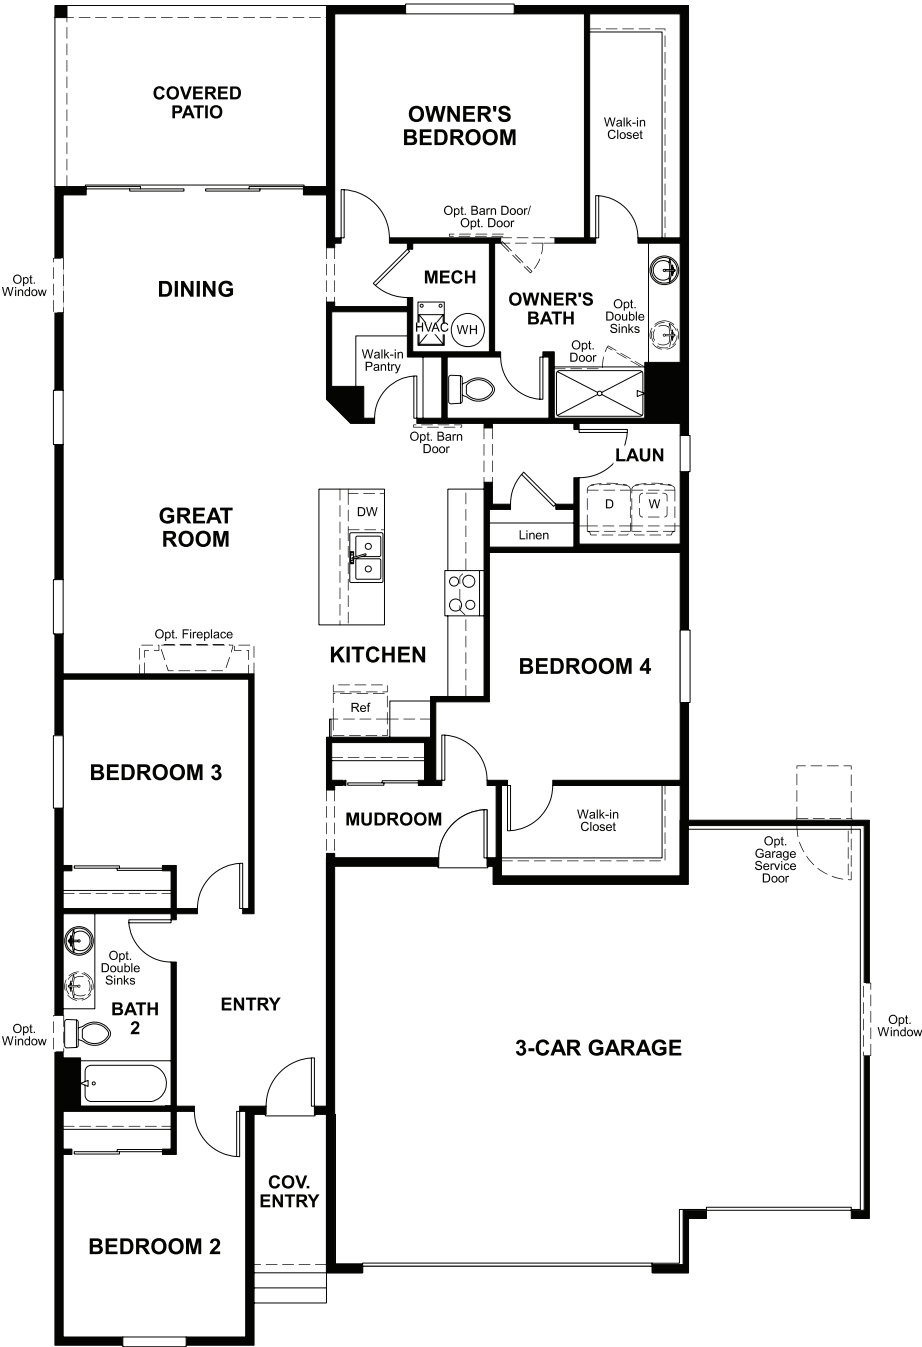 COVERED
PATIO
OWNER'S
BEDROOM
Walk-in
Closet
Opt. Barn Door/
Opt. Door
Opt.
Window
DINING
MECH
HVAC
WH
OWNER'S
BATH
Opt.
Double
Sinks
Opt.
Door
Walk-in
Pantry
Opt. Barn
Door
LAUN
D
W
Linen
GREAT
ROOM
DW
Opt. Fireplace
KITCHEN
BEDROOM 4
Ref
BEDROOM 3
MUDROOM
Walk-in
Closet
Opt.
Garage
Service
Door
Opt.
Double
Sinks
BATH
2
Opt.
Window
ENTRY
3-CAR GARAGE
Opt.
Window
COV.
ENTRY
BEDROOM 2